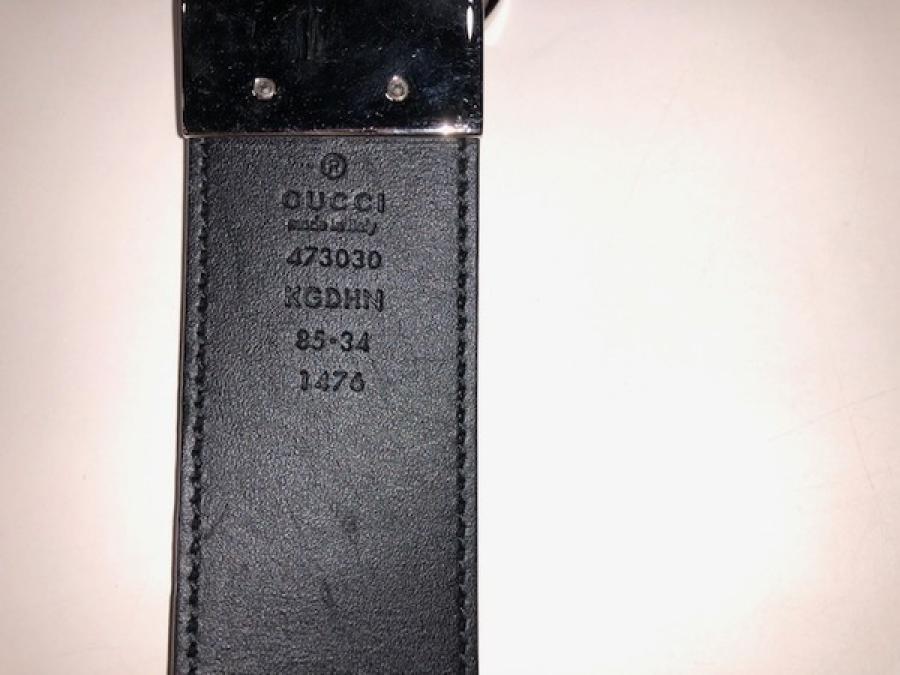 ®
GUCCI
made in italy
473030
KGDHN
85·34
1476